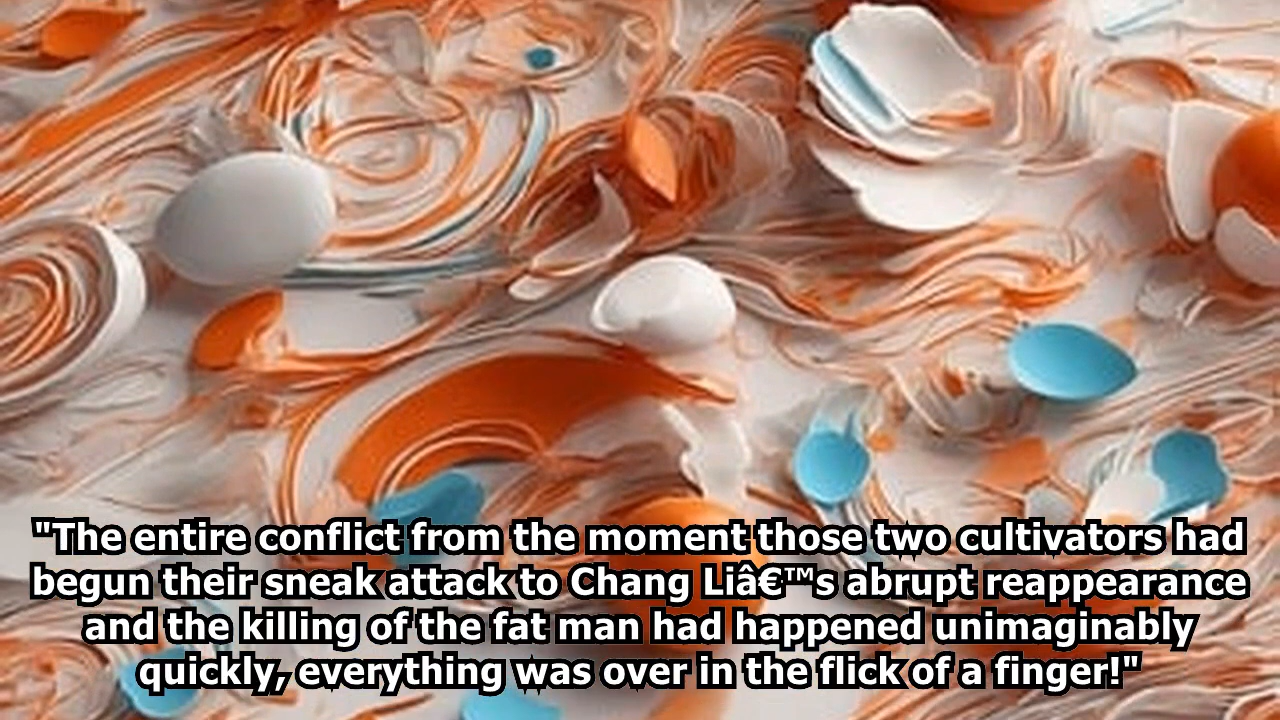 "The entire conflict from the moment those two cultivators had
begun their sneak attack to Chang Liâ€™s abrupt reappearance
and the killing of the fat man had happened unimaginably
quickly, everything was over in the flick of a finger!"